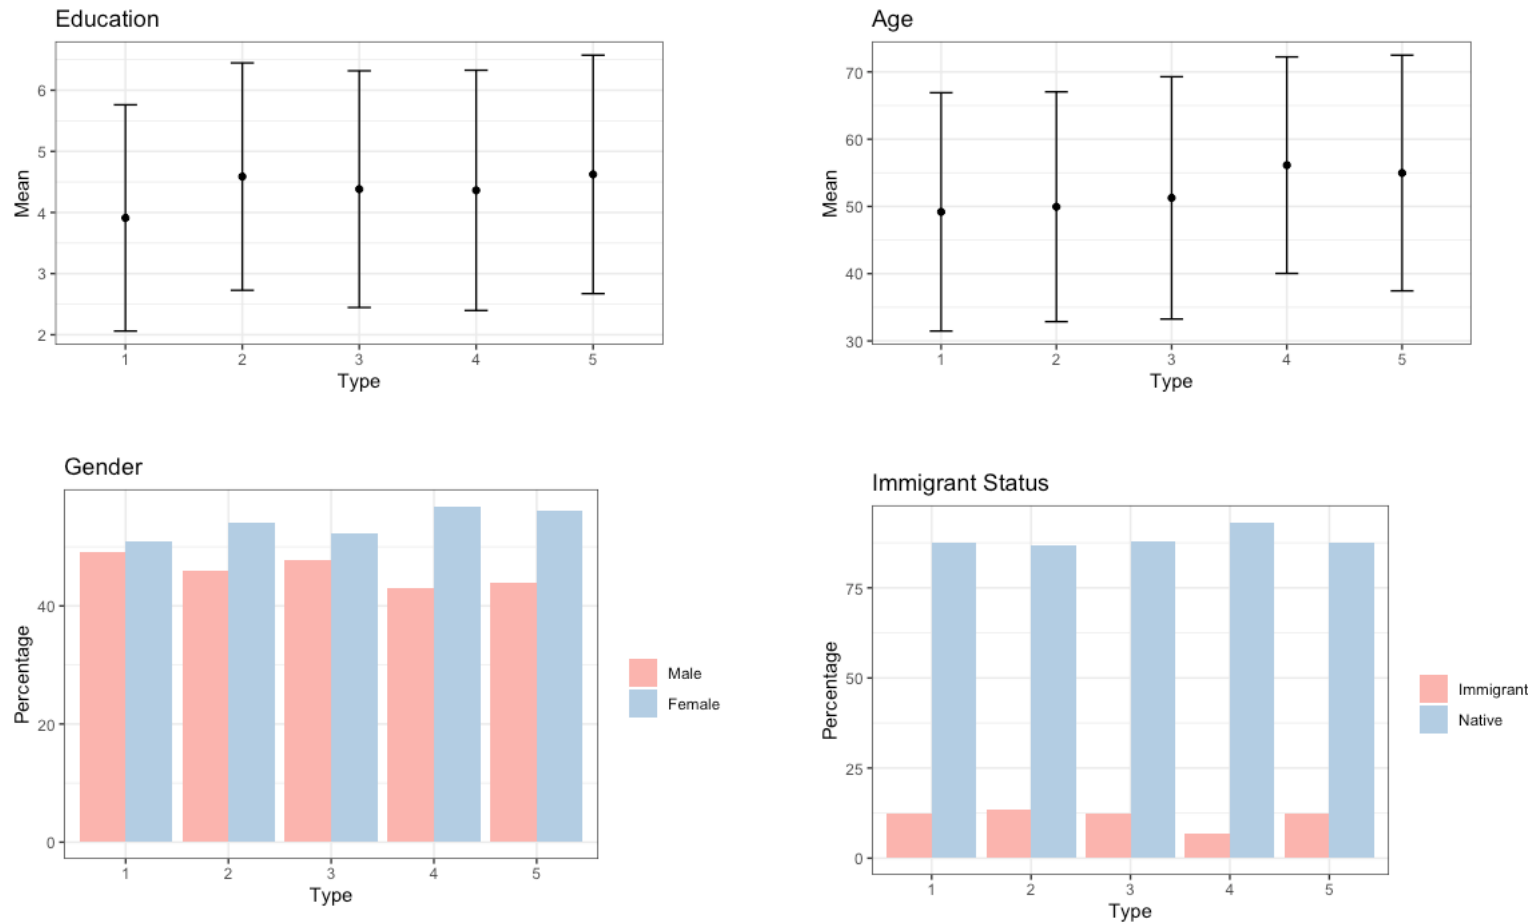 Education
Mean
6
5
4
3
2
1 2 3 4 5
Type
Age
Mean
70
60
50
40
30
1 2 3 4 5
Type
Gender
Percentage
40
20
0
1 2 3 4 5
Type
Male
Female
Immigrant Status
Percentage
75
50
25
0
1 2 3 4 5
Type
Immigrant
Native